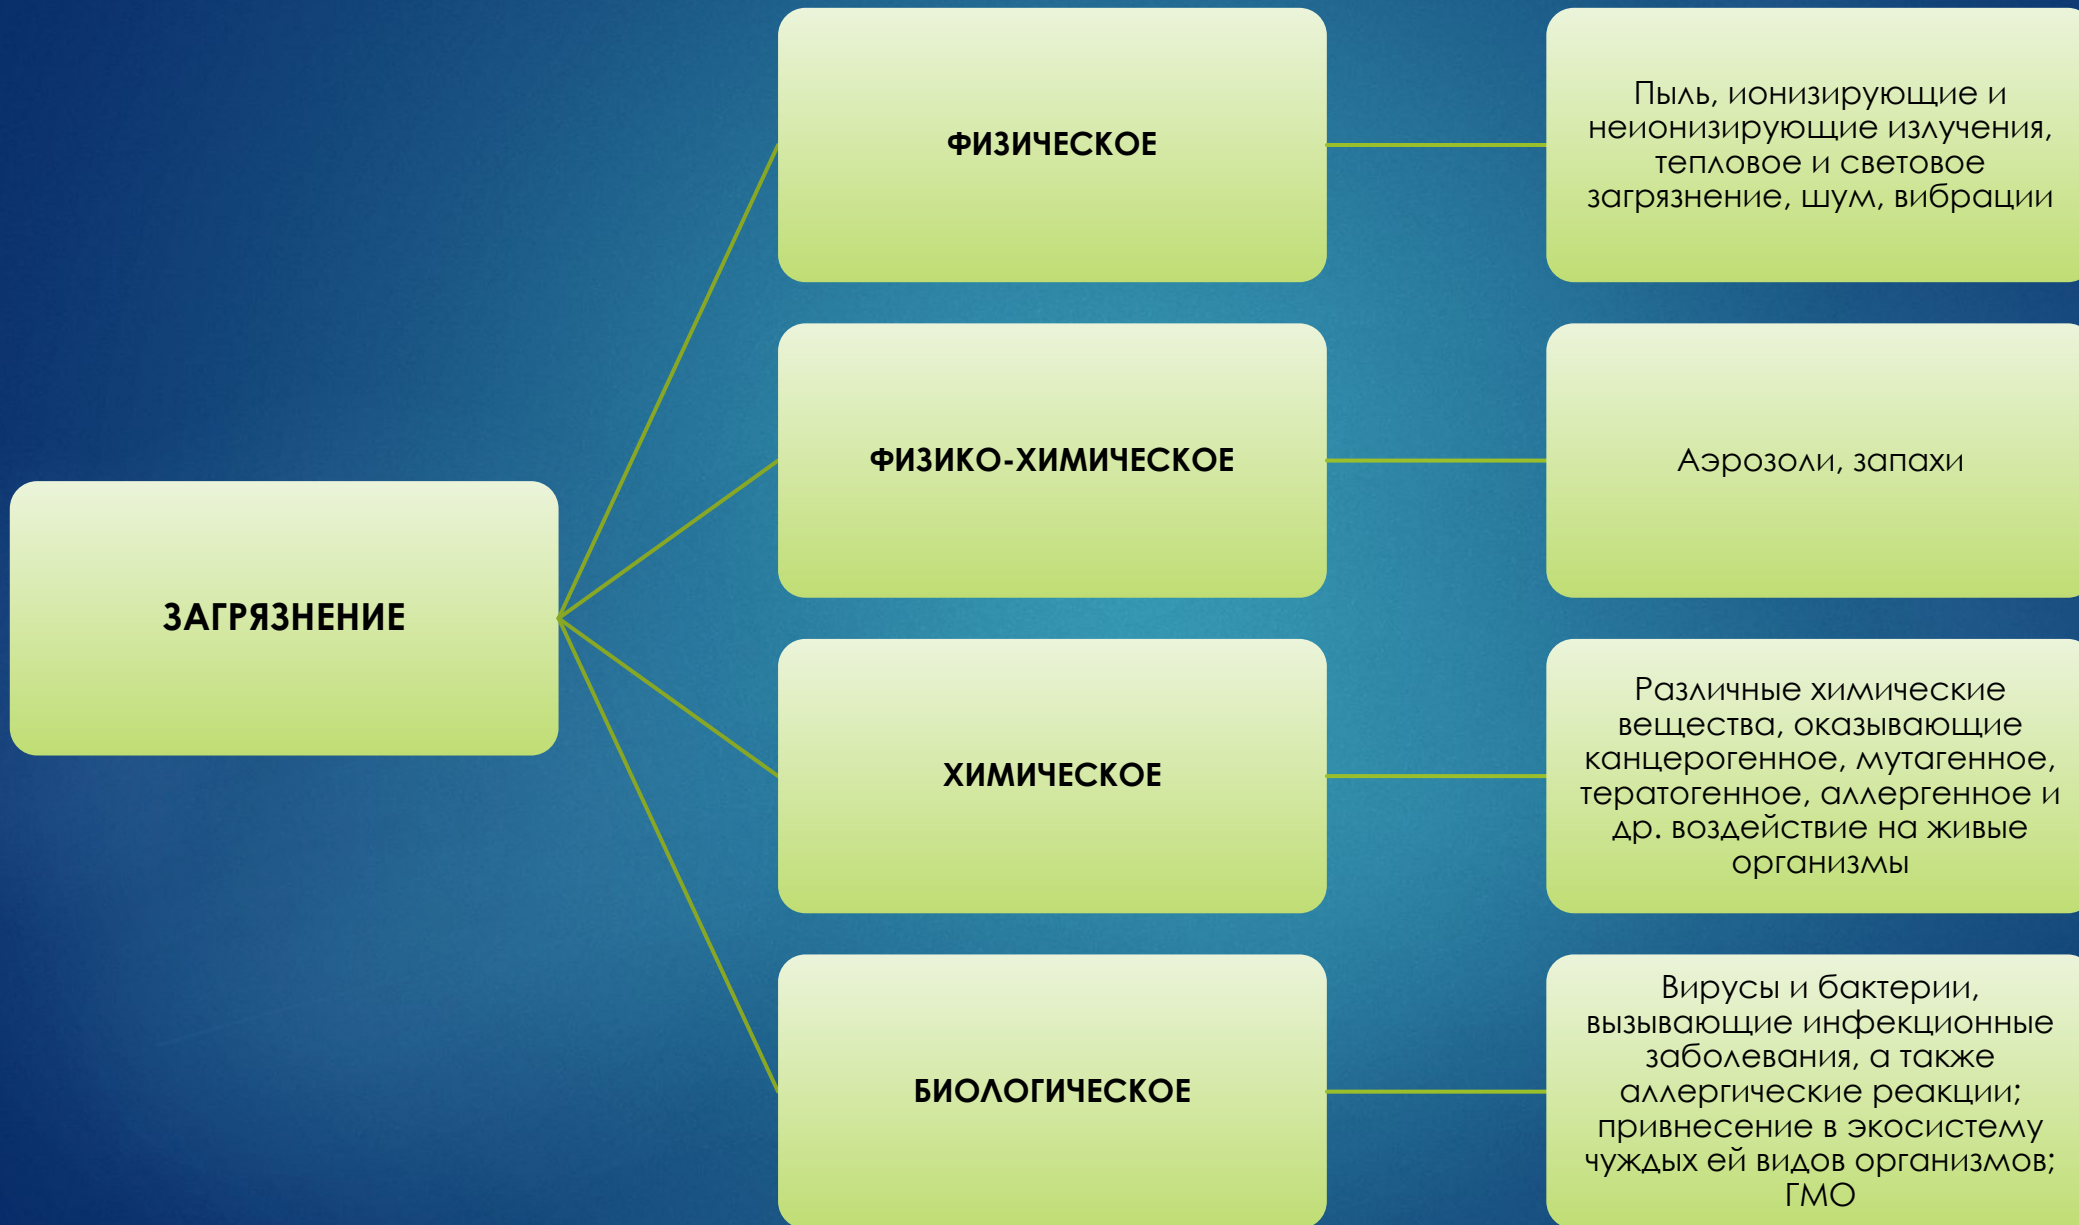 ФИЗИЧЕСКОЕ
Пыль, ионизирующие и
неионизирующие излучения,
тепловое и световое
загрязнение, шум, вибрации
ФИЗИКО-ХИМИЧЕСКОЕ
Аэрозоли, запахи
ЗАГРЯЗНЕНИЕ
ХИМИЧЕСКОЕ
Различные химические
вещества, оказывающие
канцерогенное, мутагенное,
тератогенное, аллергенное и
др. воздействие на живые
организмы
БИОЛОГИЧЕСКОЕ
Вирусы и бактерии,
вызывающие инфекционные
заболевания, а также
аллергические реакции;
привнесение в экосистему
чуждых ей видов организмов;
ГМО